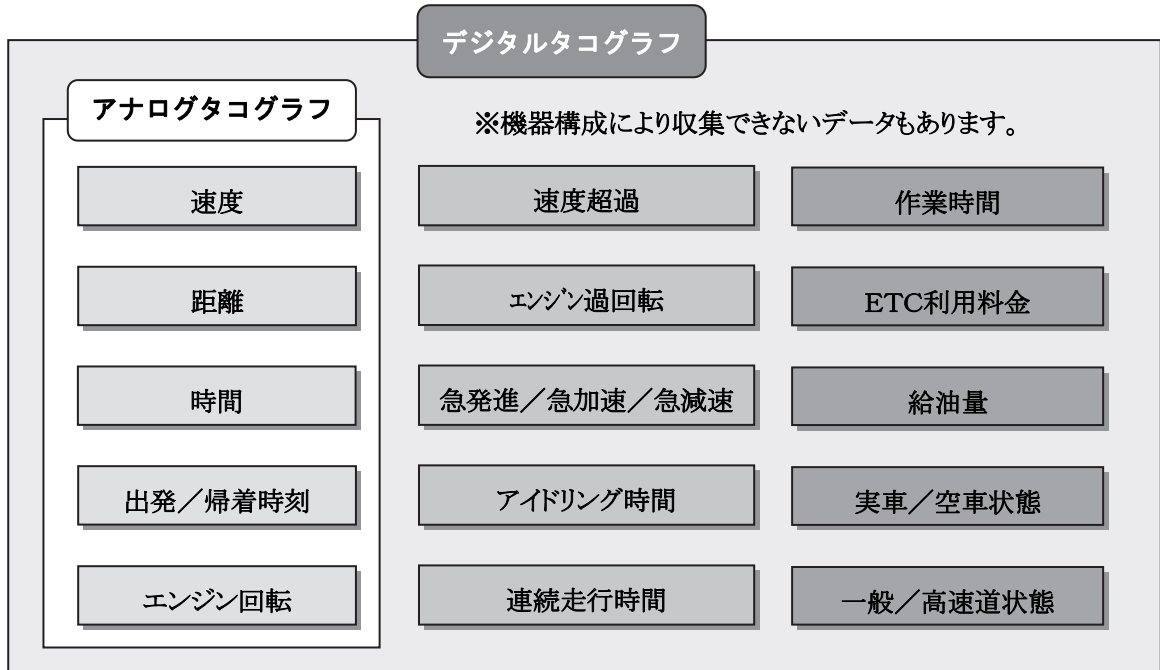 デジタルタコグラフ
アナログタコグラフ
※機器構成により収集できないデータもあります。
速度
距離
時間
出発／帰着時刻
エンジン回転
速度超過
エンジン過回転
急発進／急加速／急減速
アイドリング時間
連続走行時間
作業時間
ETC利用料金
給油量
実車／空車状態
一般／高速道状態